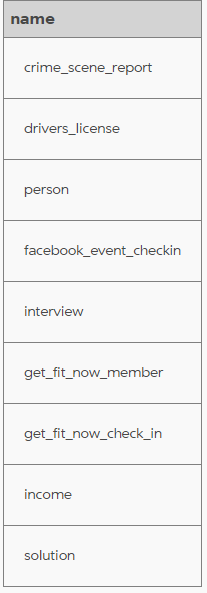 name
crime_scene_report
drivers_license
person
facebook_event_checkin
interview
get_fit_now_member
get_fit_now_check_in
income
solution